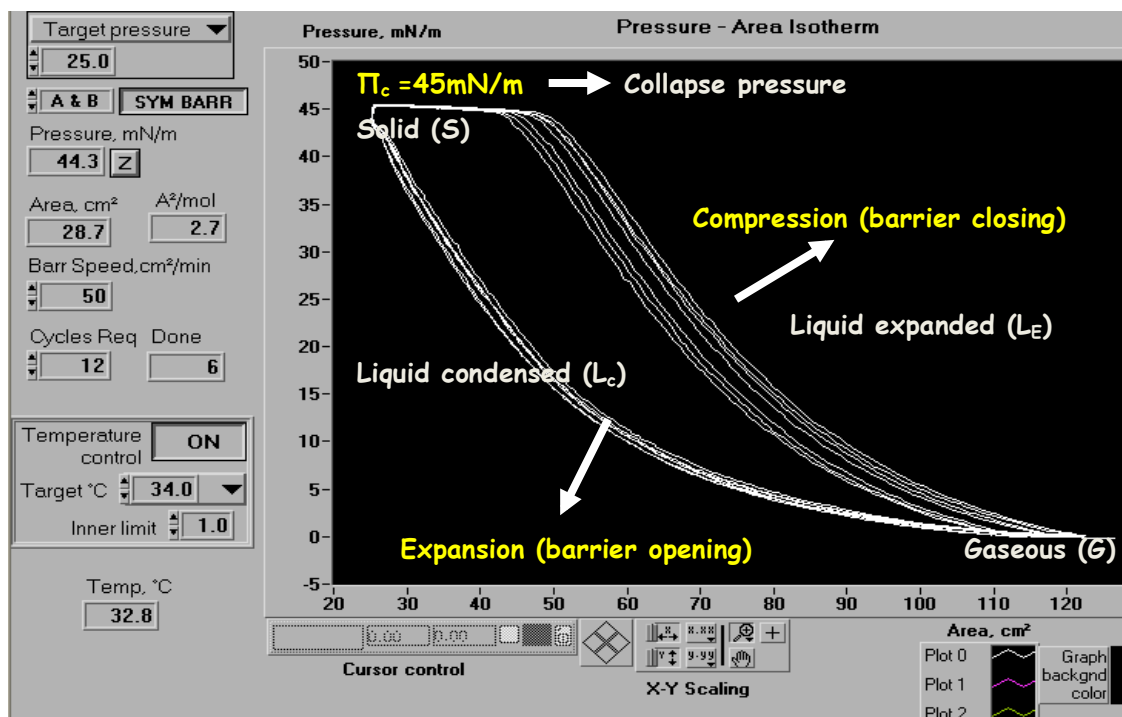 Target pressure
25.0
A & B SYM BARR
Pressure, mN/m
44.3 Z
Area, cm² A²/mol
28.7 2.7
Barr Speed,cm²/min
50
Cycles Req Done
12 6
Temperature control ON
Target °C 34.0
Inner limit 1.0
Temp, °C
32.8
Pressure, mN/m
Pressure - Area Isotherm
50
45
40
35
30
25
20
15
10
5
0
-5
Πc =45mN/m Collapse pressure
Solid (S)
Compression (barrier closing)
Liquid expanded (LE)
Liquid condensed (Lc)
Expansion (barrier opening)
Gaseous (G)
20 30 40 50 60 70 80 90 100 110 120
Area, cm²
0.00 0.00
Cursor control
X x.xx
Y y.yy
X-Y Scaling
Plot 0
Plot 1
Plot 2
Graph
backgnd
color